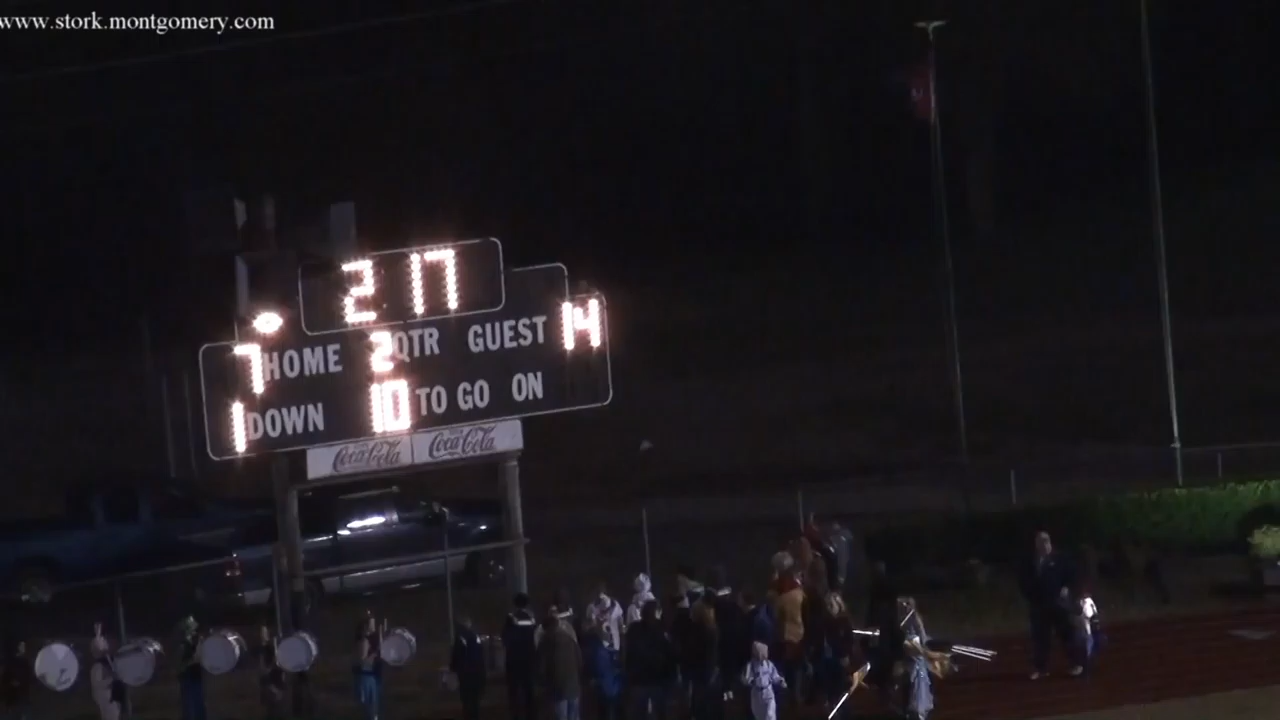 www.stork.montgomery.com
2 17
7 HOME 2 QTR GUEST 14
1 DOWN 10 TO GO ON
Coca-Cola Coca-Cola